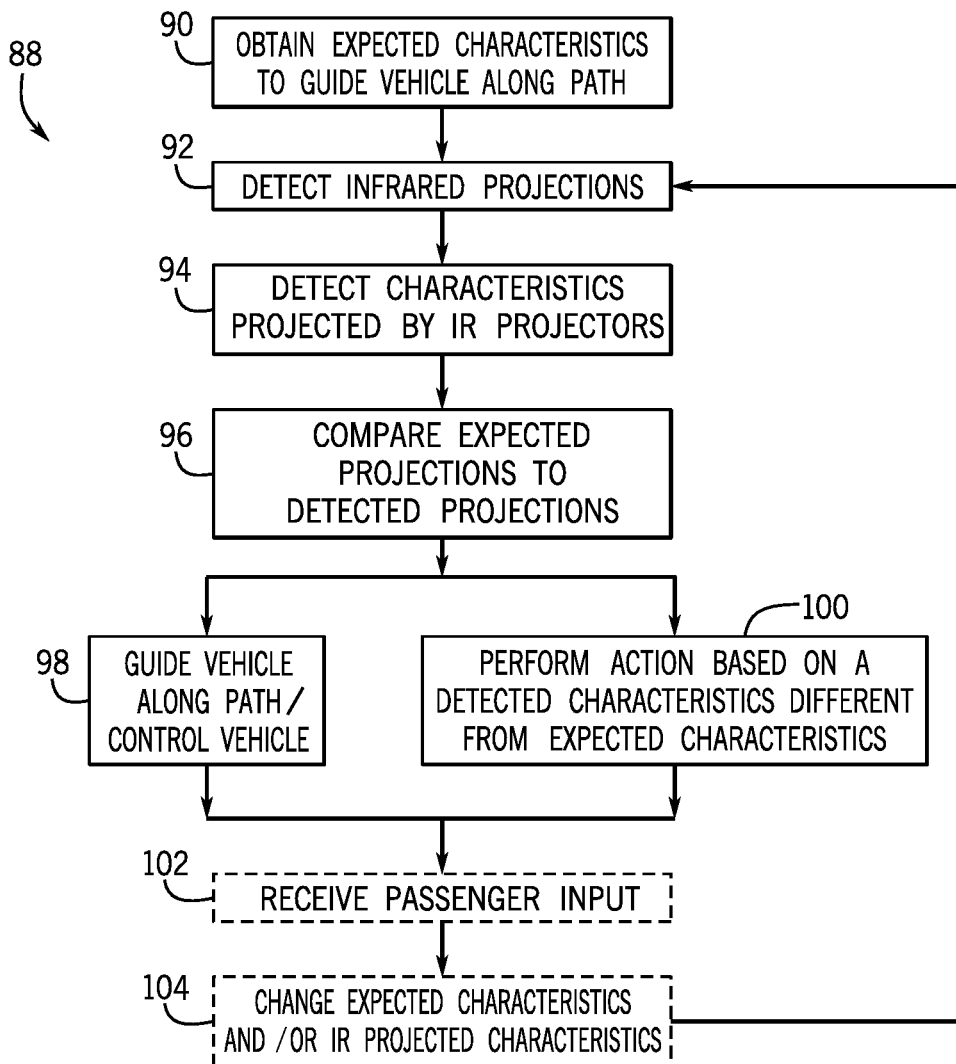 90
OBTAIN EXPECTED CHARACTERISTICS
TO GUIDE VEHICLE ALONG PATH
88
92
DETECT INFRARED PROJECTIONS
94
DETECT CHARACTERISTICS
PROJECTED BY IR PROJECTORS
96
COMPARE EXPECTED
PROJECTIONS TO
DETECTED PROJECTIONS
98
GUIDE VEHICLE
ALONG PATH /
CONTROL VEHICLE
100
PERFORM ACTION BASED ON A
DETECTED CHARACTERISTICS DIFFERENT
FROM EXPECTED CHARACTERISTICS
102
RECEIVE PASSENGER INPUT
104
CHANGE EXPECTED CHARACTERISTICS
AND / OR IR PROJECTED CHARACTERISTICS